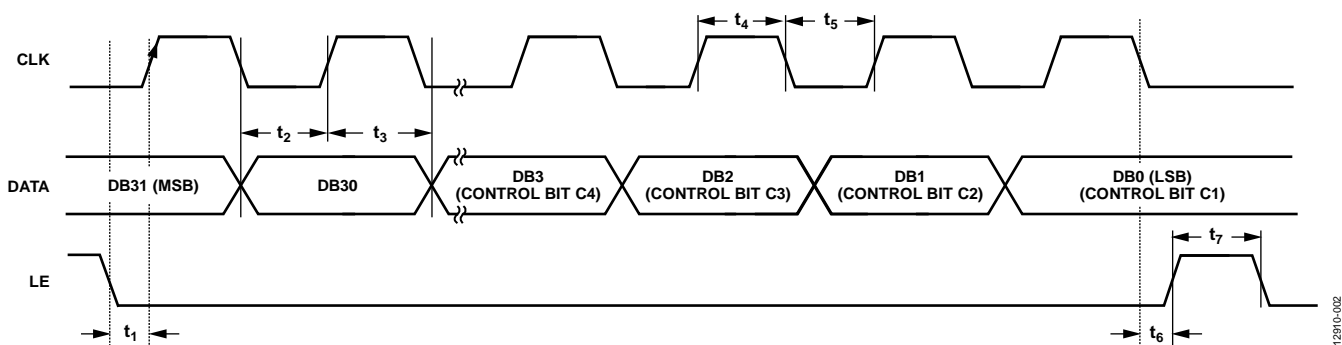 t4 t5
CLK
t2 t3
DATA
DB31 (MSB)
DB30
DB3
(CONTROL BIT C4)
DB2
(CONTROL BIT C3)
DB1
(CONTROL BIT C2)
DB0 (LSB)
(CONTROL BIT C1)
t7
LE
t1
t6
12910-002